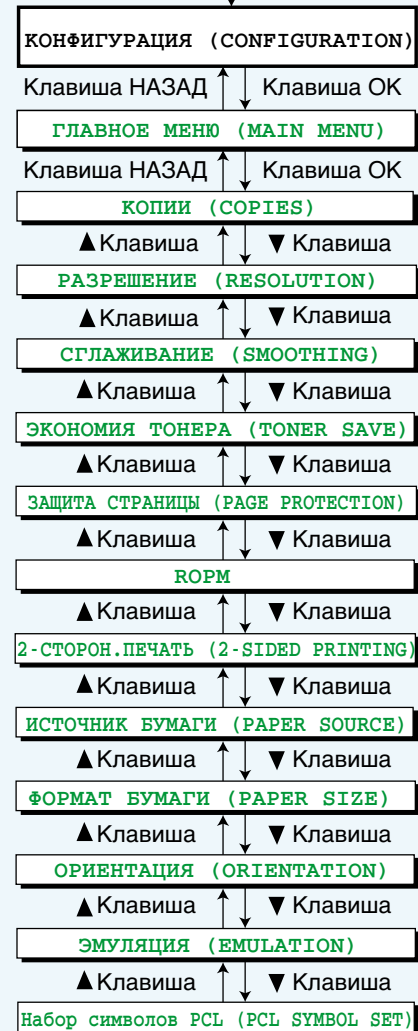 КОНФИГУРАЦИЯ (CONFIGURATION)
Клавиша НАЗАД Клавиша OK
ГЛАВНОЕ МЕНЮ (MAIN MENU)
Клавиша НАЗАД Клавиша OK
КОПИИ (COPIES)
▲Клавиша ▼ Клавиша
РАЗРЕШЕНИЕ (RESOLUTION)
▲Клавиша ▼ Клавиша
СГЛАЖИВАНИЕ (SMOOTHING)
▲Клавиша ▼ Клавиша
ЭКОНОМИЯ ТОНЕРА (TONER SAVE)
▲Клавиша ▼ Клавиша
ЗАЩИТА СТРАНИЦЫ (PAGE PROTECTION)
▲Клавиша ▼ Клавиша
ROPM
▲Клавиша ▼ Клавиша
2-СТОРОН.ПЕЧАТЬ (2-SIDED PRINTING)
▲Клавиша ▼ Клавиша
ИСТОЧНИК БУМАГИ (PAPER SOURCE)
▲Клавиша ▼ Клавиша
ФОРМАТ БУМАГИ (PAPER SIZE)
▲Клавиша ▼ Клавиша
ОРИЕНТАЦИЯ (ORIENTATION)
▲Клавиша ▼ Клавиша
ЭМУЛЯЦИЯ (EMULATION)
▲Клавиша ▼ Клавиша
Набор символов PCL (PCL SYMBOL SET)